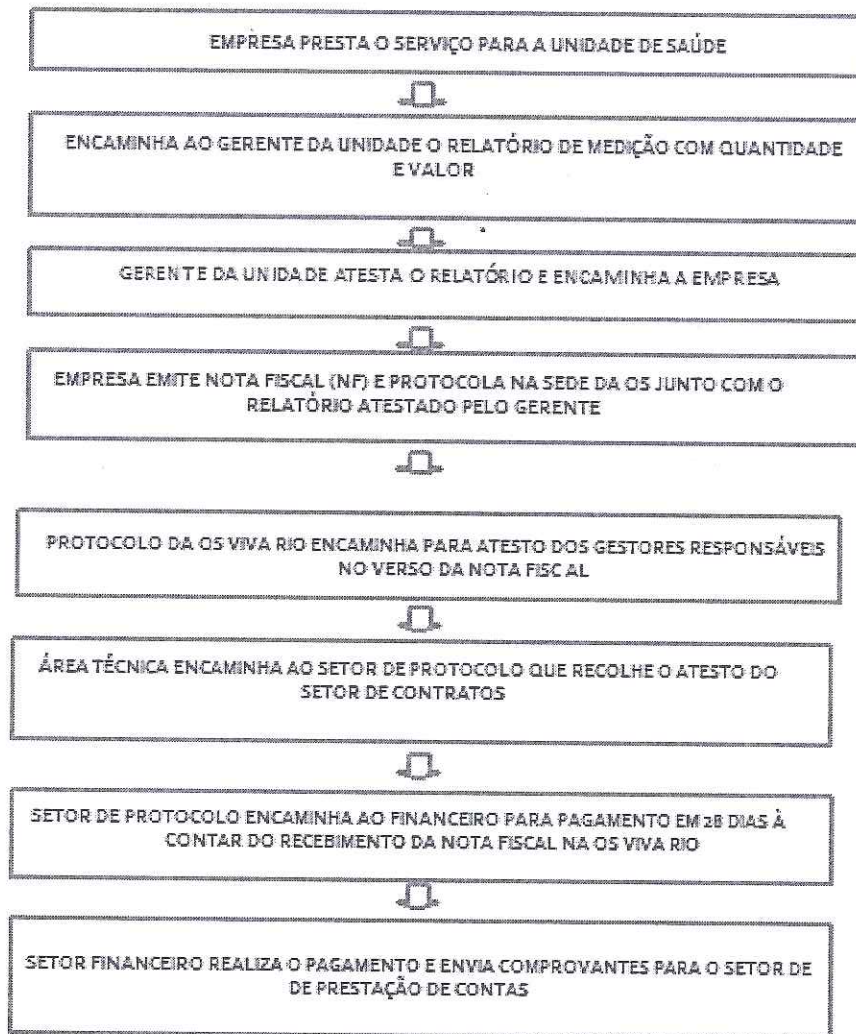 EMPRESA PRESTA O SERVIÇO PARA A UNIDADE DE SAÚDE
ENCAMINHA AO GERENTE DA UNIDADE O RELATÓRIO DE MEDIÇÃO COM QUANTIDADE
E VALOR
GERENTE DA UNIDADE ATESTA O RELATÓRIO E ENCAMINHA A EMPRESA
EMPRESA EMITE NOTA FISCAL (NF) E PROTOCOLA NA SEDE DA OS JUNTO COM O
RELATÓRIO ATESTADO PELO GERENTE
PROTOCOLO DA OS VIVA RIO ENCAMINHA PARA ATESTO DOS GESTORES RESPONSÁVEIS
NO VERSO DA NOTA FISCAL
ÁREA TÉCNICA ENCAMINHA AO SETOR DE PROTOCOLO QUE RECOLHE O ATESTO DO
SETOR DE CONTRATOS
SETOR DE PROTOCOLO ENCAMINHA AO FINANCEIRO PARA PAGAMENTO EM 28 DIAS À
CONTAR DO RECEBIMENTO DA NOTA FISCAL NA OS VIVA RIO
SETOR FINANCEIRO REALIZA O PAGAMENTO E ENVIA COMPROVANTES PARA O SETOR DE
DE PRESTAÇÃO DE CONTAS